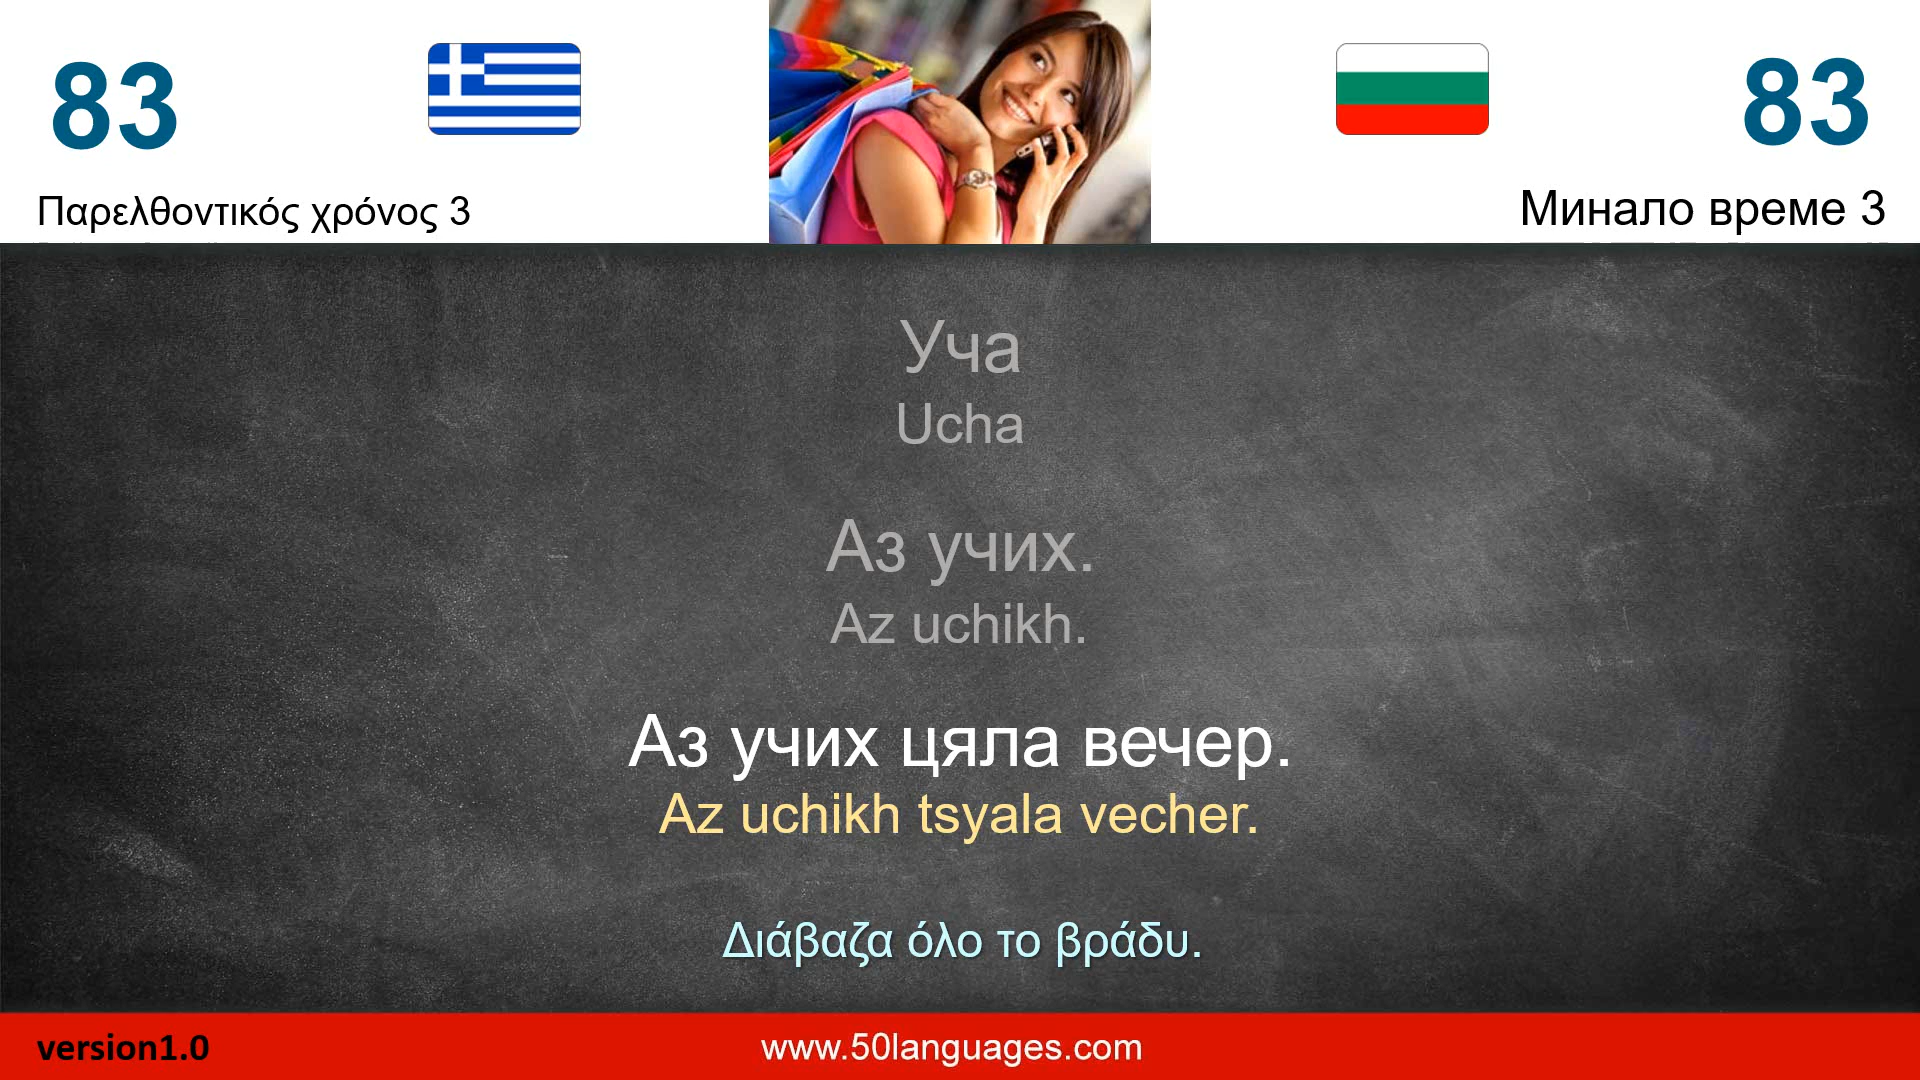 83
83
Παρελθοντικός χρόνος 3
Минало време 3
Уча
Ucha
Аз учих.
Az uchikh.
Аз учих цяла вечер.
Az uchikh tsyala vecher.
Διάβαζα όλο το βράδυ.
version1.0
www.50languages.com